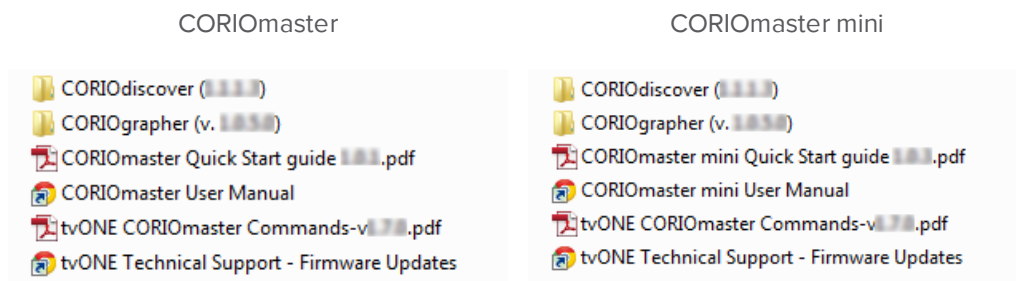 CORIOmaster
CORIOdiscover ( )
CORIOgrapher (v. )
CORIOmaster Quick Start guide .pdf
CORIOmaster User Manual
tvONE CORIOmaster Commands-v .pdf
tvONE Technical Support - Firmware Updates
CORIOmaster mini
CORIOdiscover ( )
CORIOgrapher (v. )
CORIOmaster mini Quick Start guide .pdf
CORIOmaster mini User Manual
tvONE CORIOmaster Commands-v .pdf
tvONE Technical Support - Firmware Updates